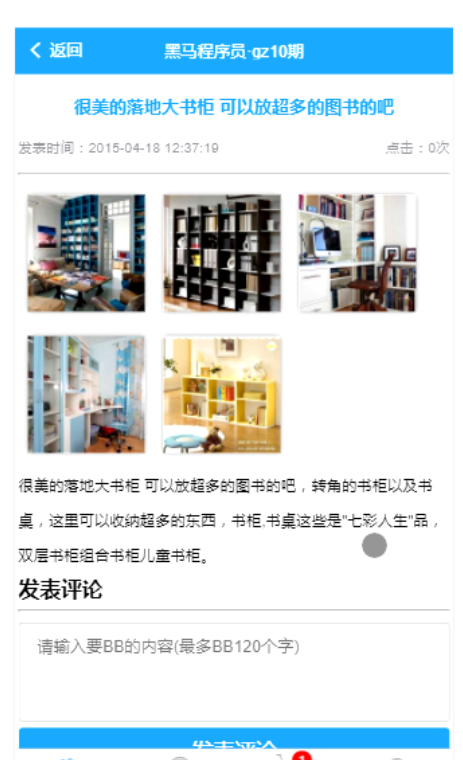 返回
黑马程序员-gz10期
很美的落地大书柜 可以放超多的图书的吧
发表时间：2015-04-18 12:37:19
点击：0次
很美的落地大书柜 可以放超多的图书的吧，转角的书柜以及书
桌，这里可以收纳超多的东西，书柜.书桌这些是"七彩人生"品，
双层书柜组合书柜儿童书柜。
发表评论
请输入要BB的内容(最多BB120个字)
发表评论
1